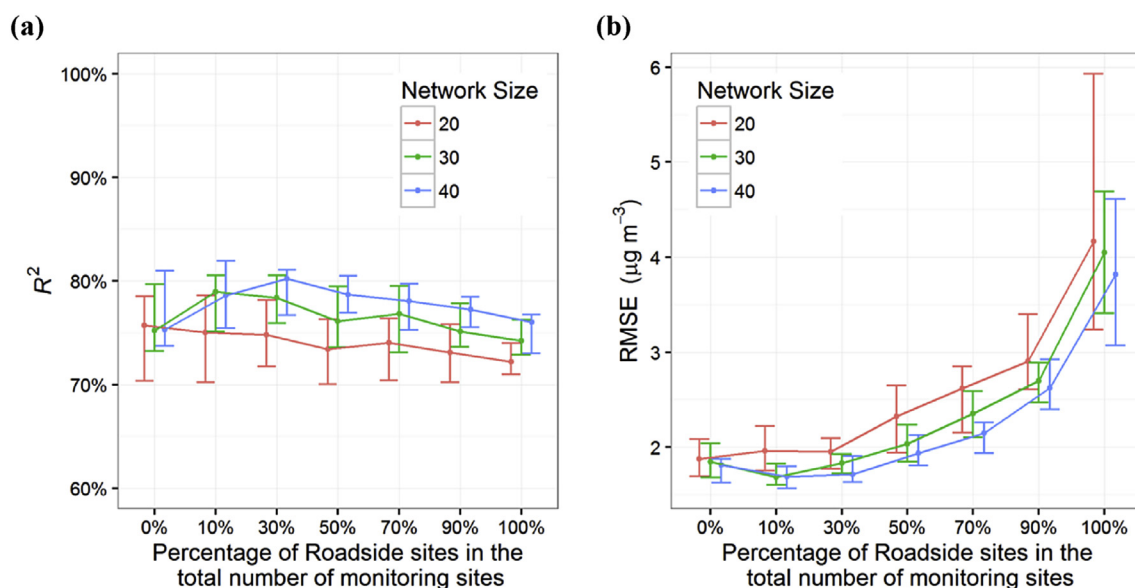 (a)
100%
90%
80%
70%
60%
R²
Network Size
20
30
40
0% 10% 30% 50% 70% 90% 100%
Percentage of Roadside sites in the
total number of monitoring sites
(b)
6
5
4
3
2
RMSE (µg m⁻³)
Network Size
20
30
40
0% 10% 30% 50% 70% 90% 100%
Percentage of Roadside sites in the
total number of monitoring sites